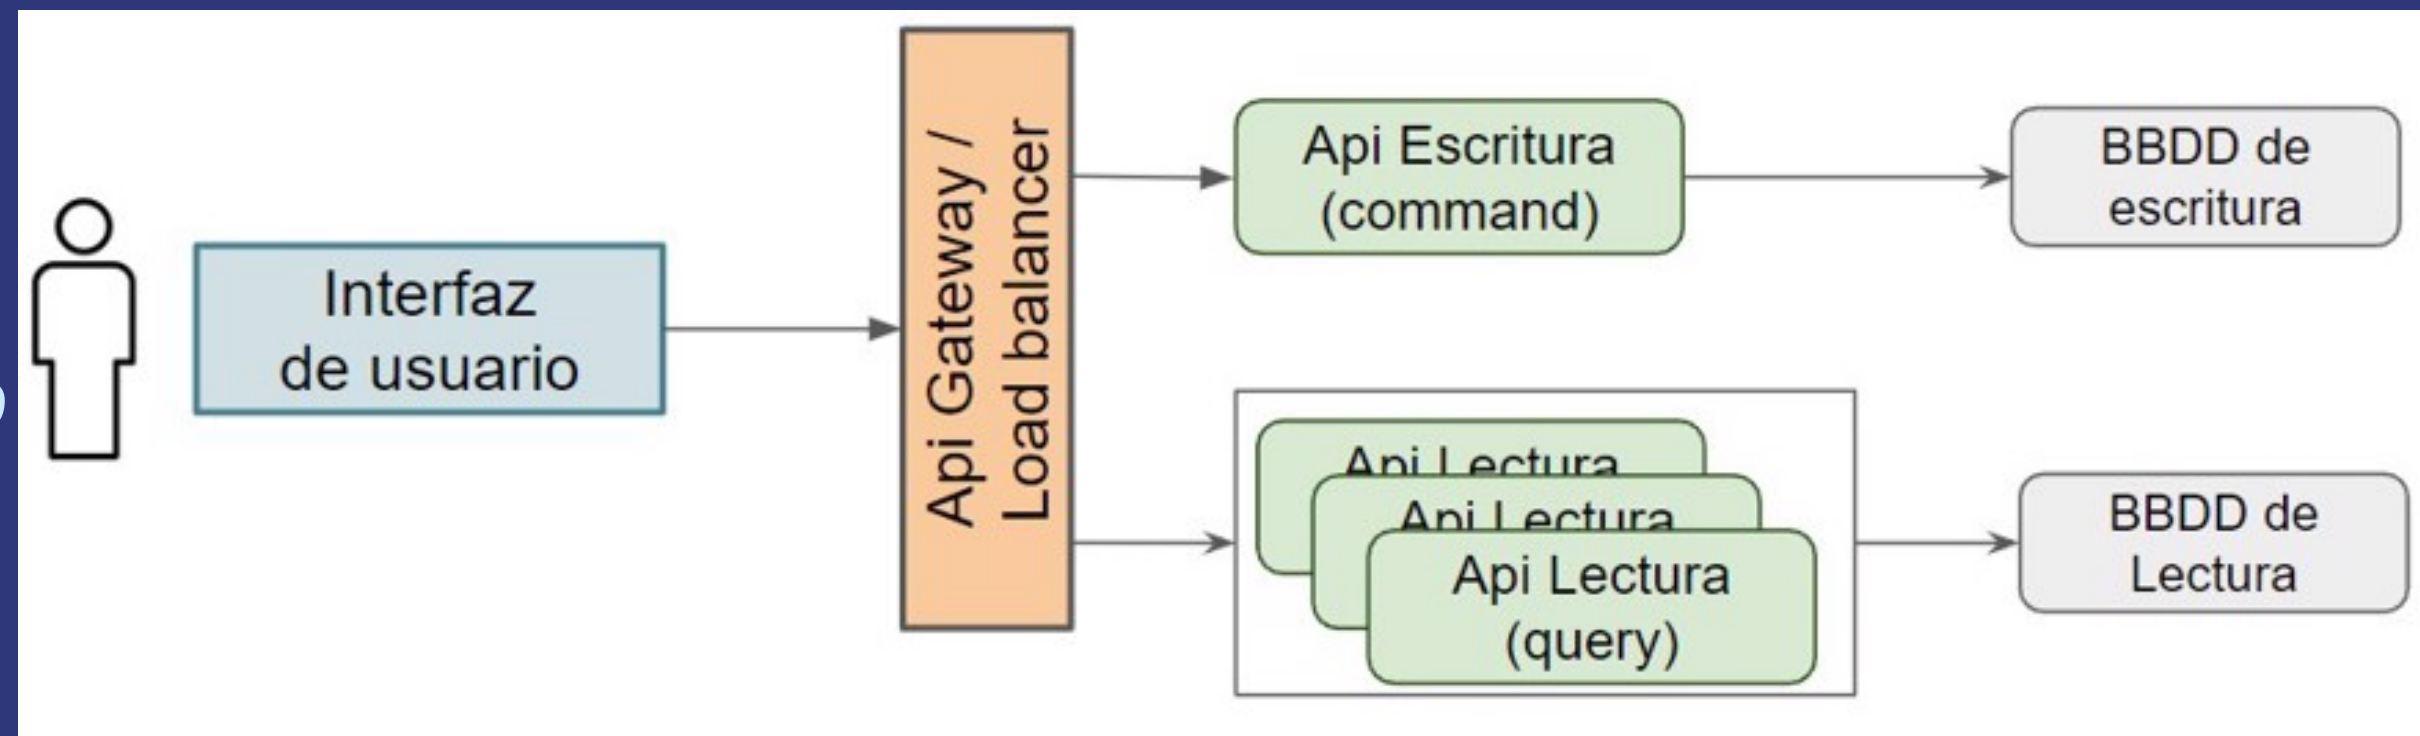 Interfaz
de usuario
Api Gateway /
Load balancer
Api Escritura
(command)
BBDD de
escritura
Api Lectura
Api Lectura
Api Lectura
(query)
BBDD de
Lectura